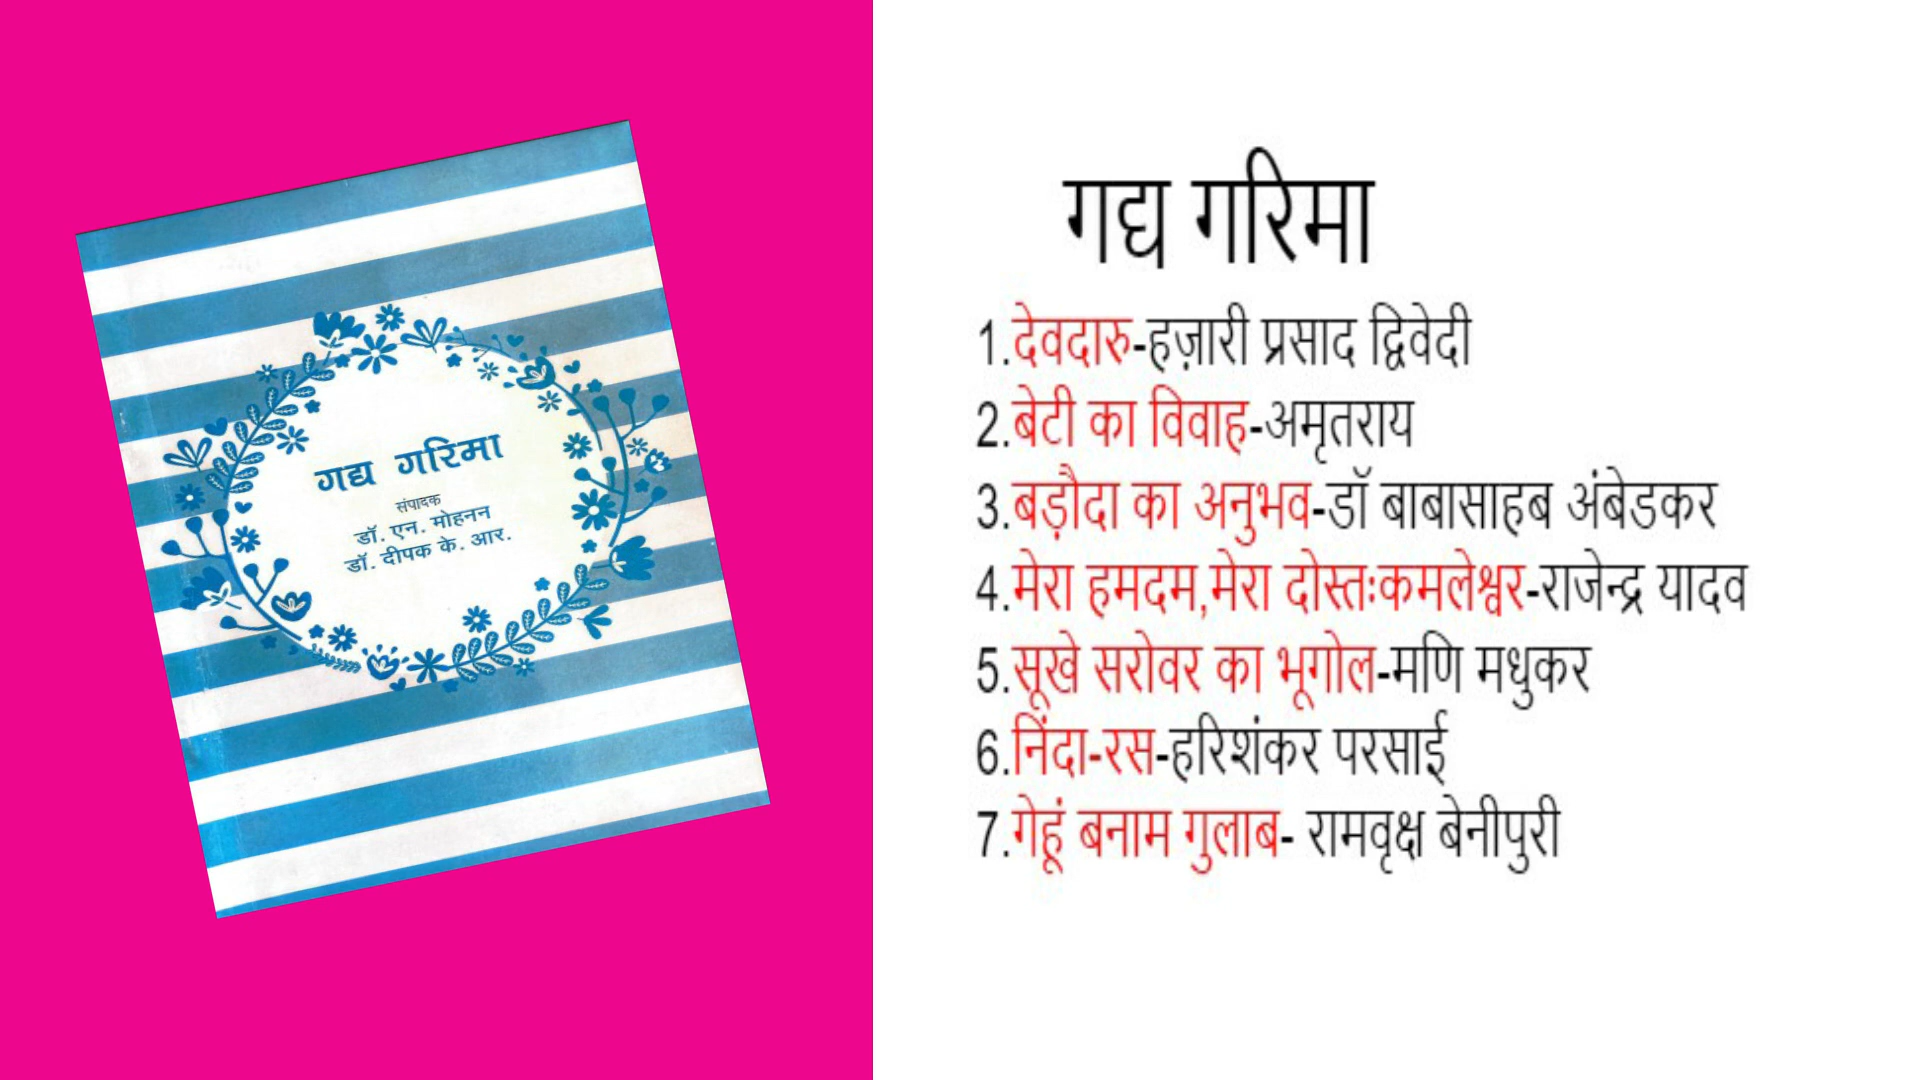 गद्य गरिमा
संपादक
डॉ. एन. मोहनन
डॉ. दीपक के. आर.
गद्य गरिमा
1.देवदारु-हज़ारी प्रसाद द्विवेदी
2.बेटी का विवाह-अमृतराय
3.बड़ौदा का अनुभव-डॉ बाबासाहब अंबेडकर
4.मेरा हमदम,मेरा दोस्तःकमलेश्वर-राजेन्द्र यादव
5.सूखे सरोवर का भूगोल-मणि मधुकर
6.निंदा-रस-हरिशंकर परसाई
7.गेहूं बनाम गुलाब- रामवृक्ष बेनीपुरी